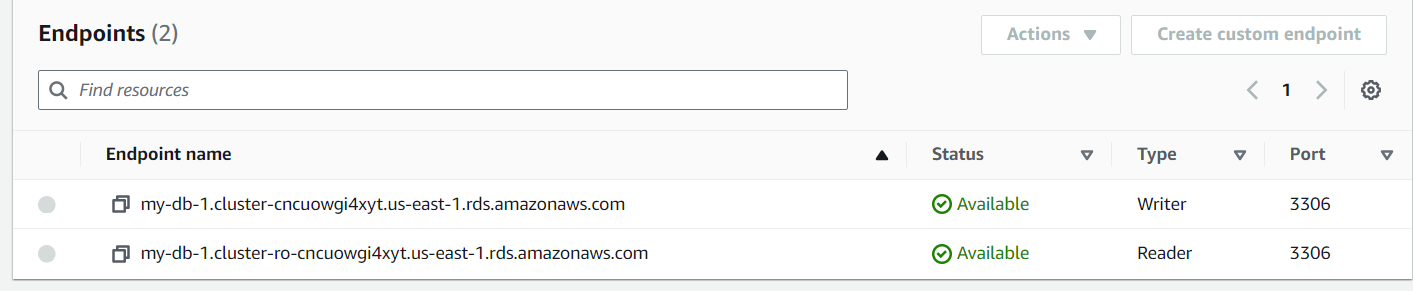 Endpoints (2)
Actions
Create custom endpoint
Find resources
1
Endpoint name Status Type Port
my-db-1.cluster-cncuowgi4xyt.us-east-1.rds.amazonaws.com Available Writer 3306
my-db-1.cluster-ro-cncuowgi4xyt.us-east-1.rds.amazonaws.com Available Reader 3306